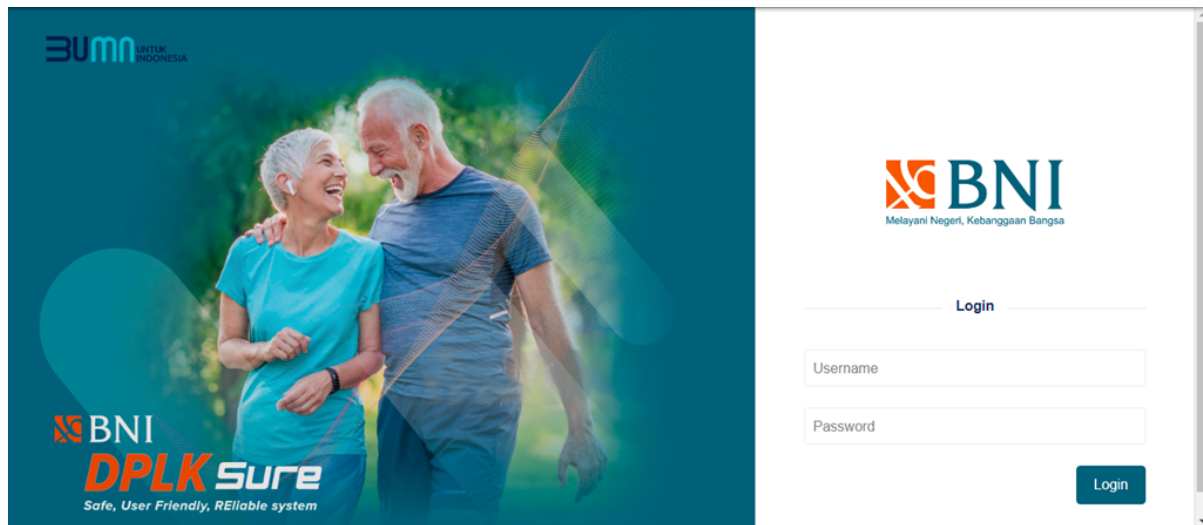 BUMN UNTUK
INDONESIA
BNI
DPLK Sure
Safe, User Friendly, REliable system
BNI
Melayani Negeri, Kebanggaan Bangsa
Login
Username
Password
Login